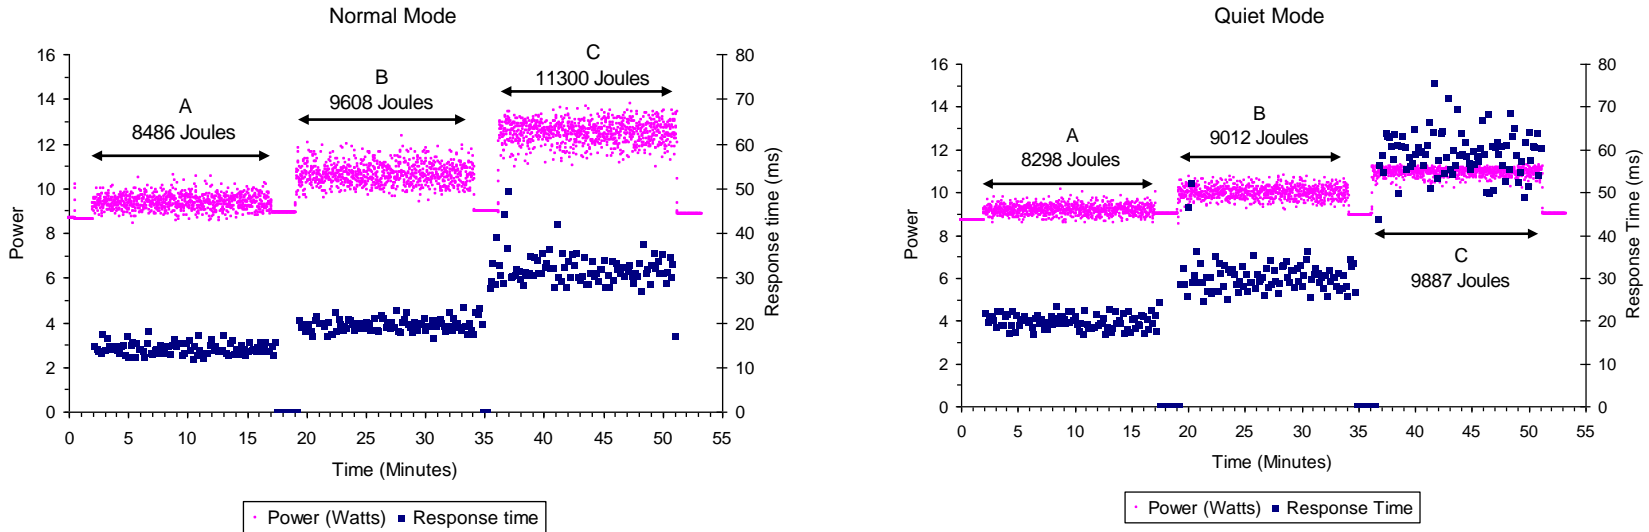 Normal Mode
16
14
12
10
8
6
4
2
0
Power
A
8486 Joules
B
9608 Joules
C
11300 Joules
80
70
60
50
40
30
20
10
0
Response time (ms)
0 5 10 15 20 25 30 35 40 45 50 55
Time (Minutes)
Power (Watts) Response time
Quiet Mode
16
14
12
10
8
6
4
2
0
Power
A
8298 Joules
B
9012 Joules
C
9887 Joules
80
70
60
50
40
30
20
10
0
Response Time (ms)
0 5 10 15 20 25 30 35 40 45 50 55
Time (Minutes)
Power (Watts) Response Time